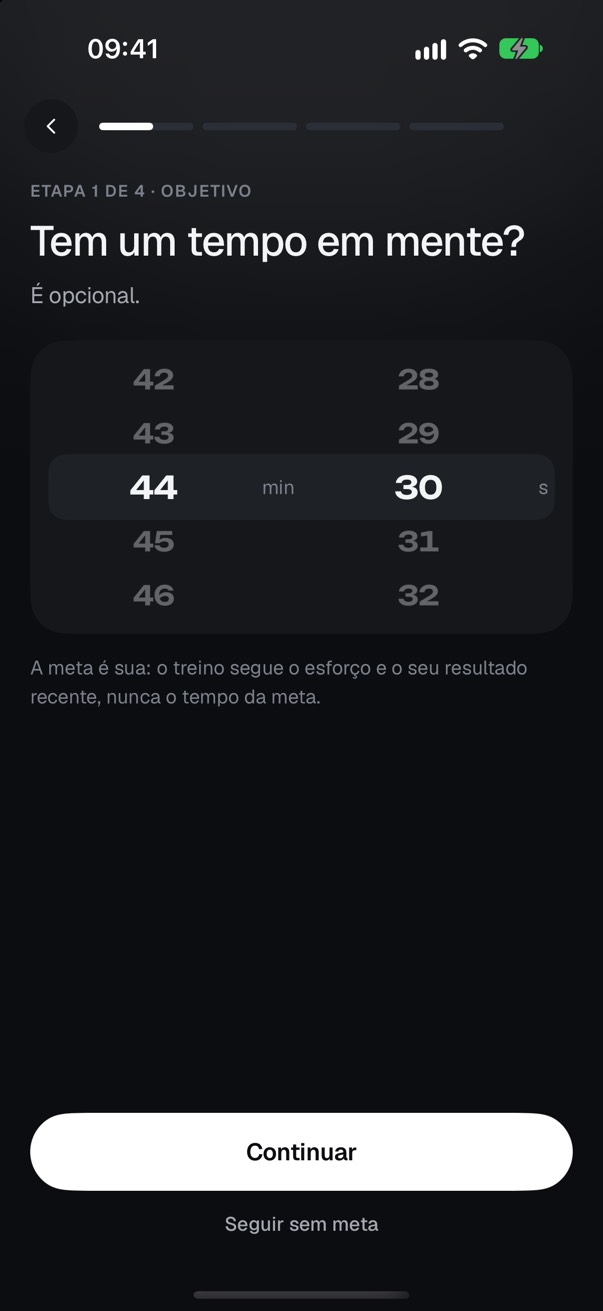 09:41
ETAPA 1 DE 4 · OBJETIVO
Tem um tempo em mente?
É opcional.
42 28
43 29
44 min 30 s
45 31
46 32
A meta é sua: o treino segue o esforço e o seu resultado
recente, nunca o tempo da meta.
Continuar
Seguir sem meta